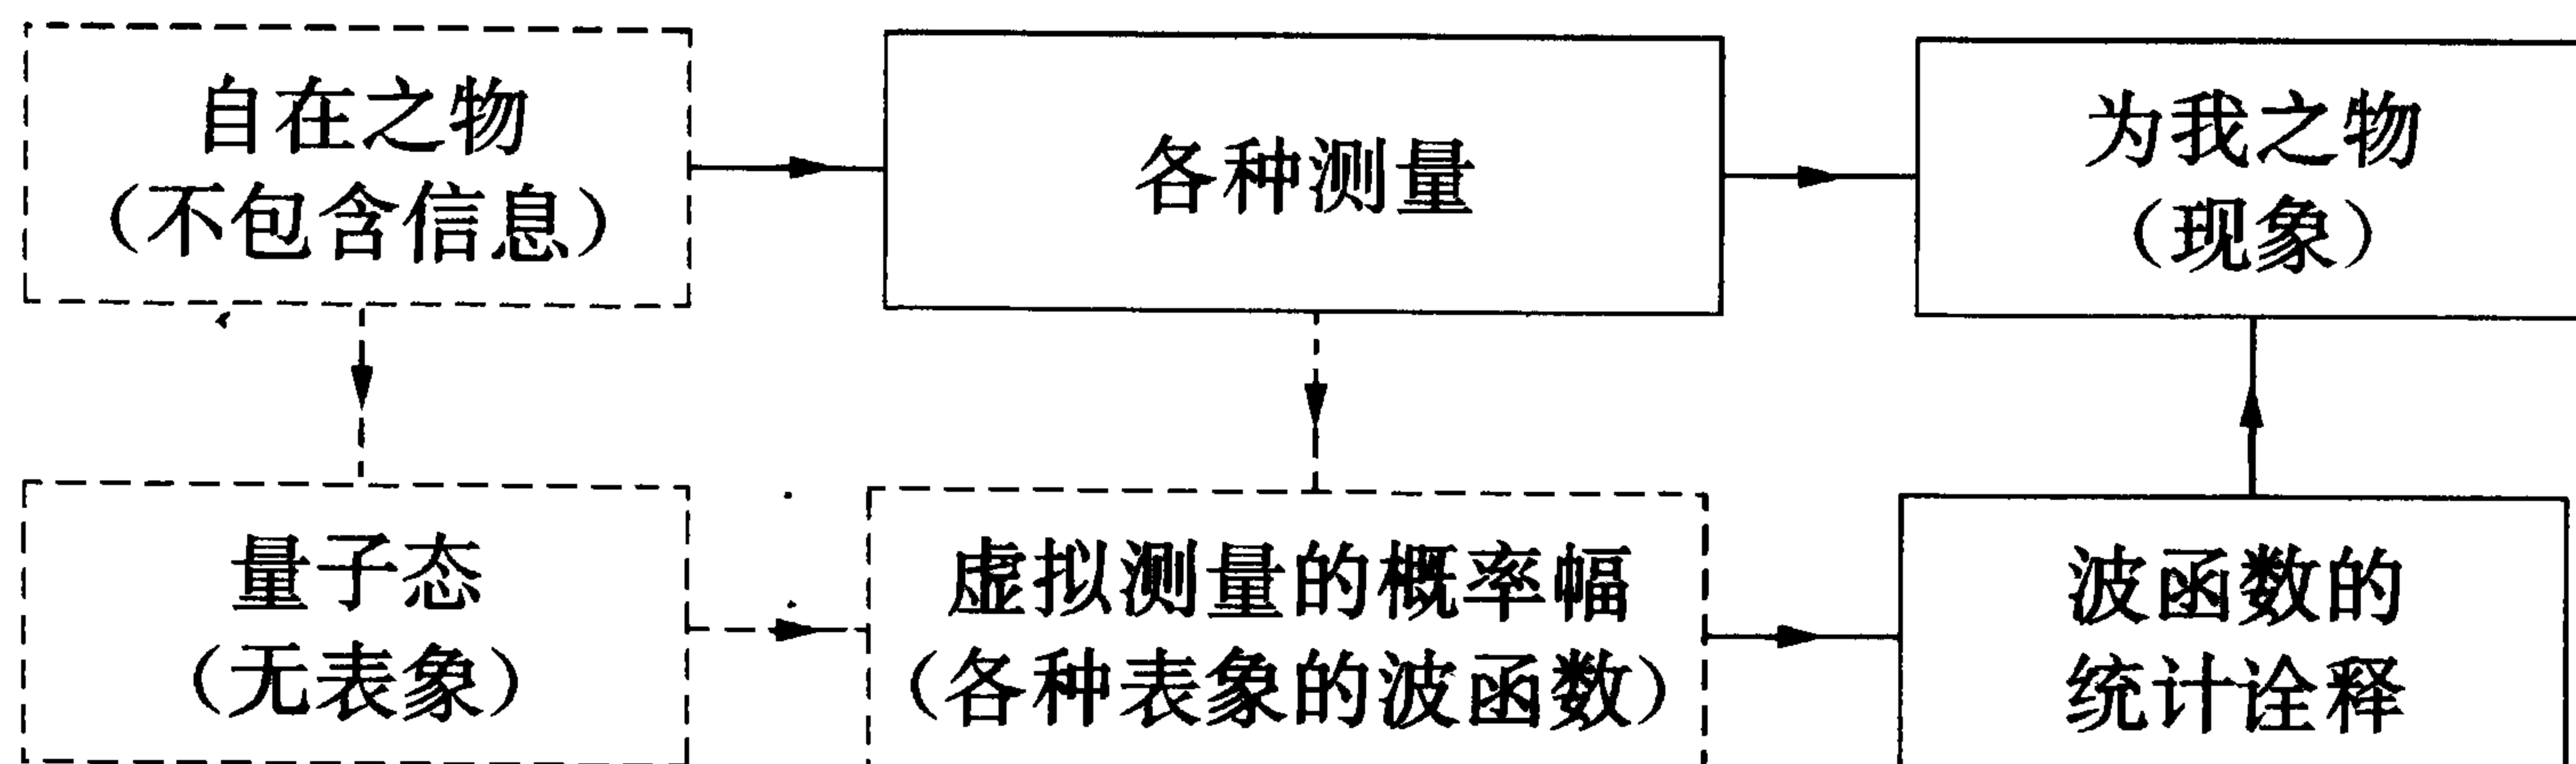 自在之物
（不包含信息）
各种测量
为我之物
（现象）
量子态
（无表象）
虚拟测量的概率幅
（各种表象的波函数）
波函数的
统计诠释